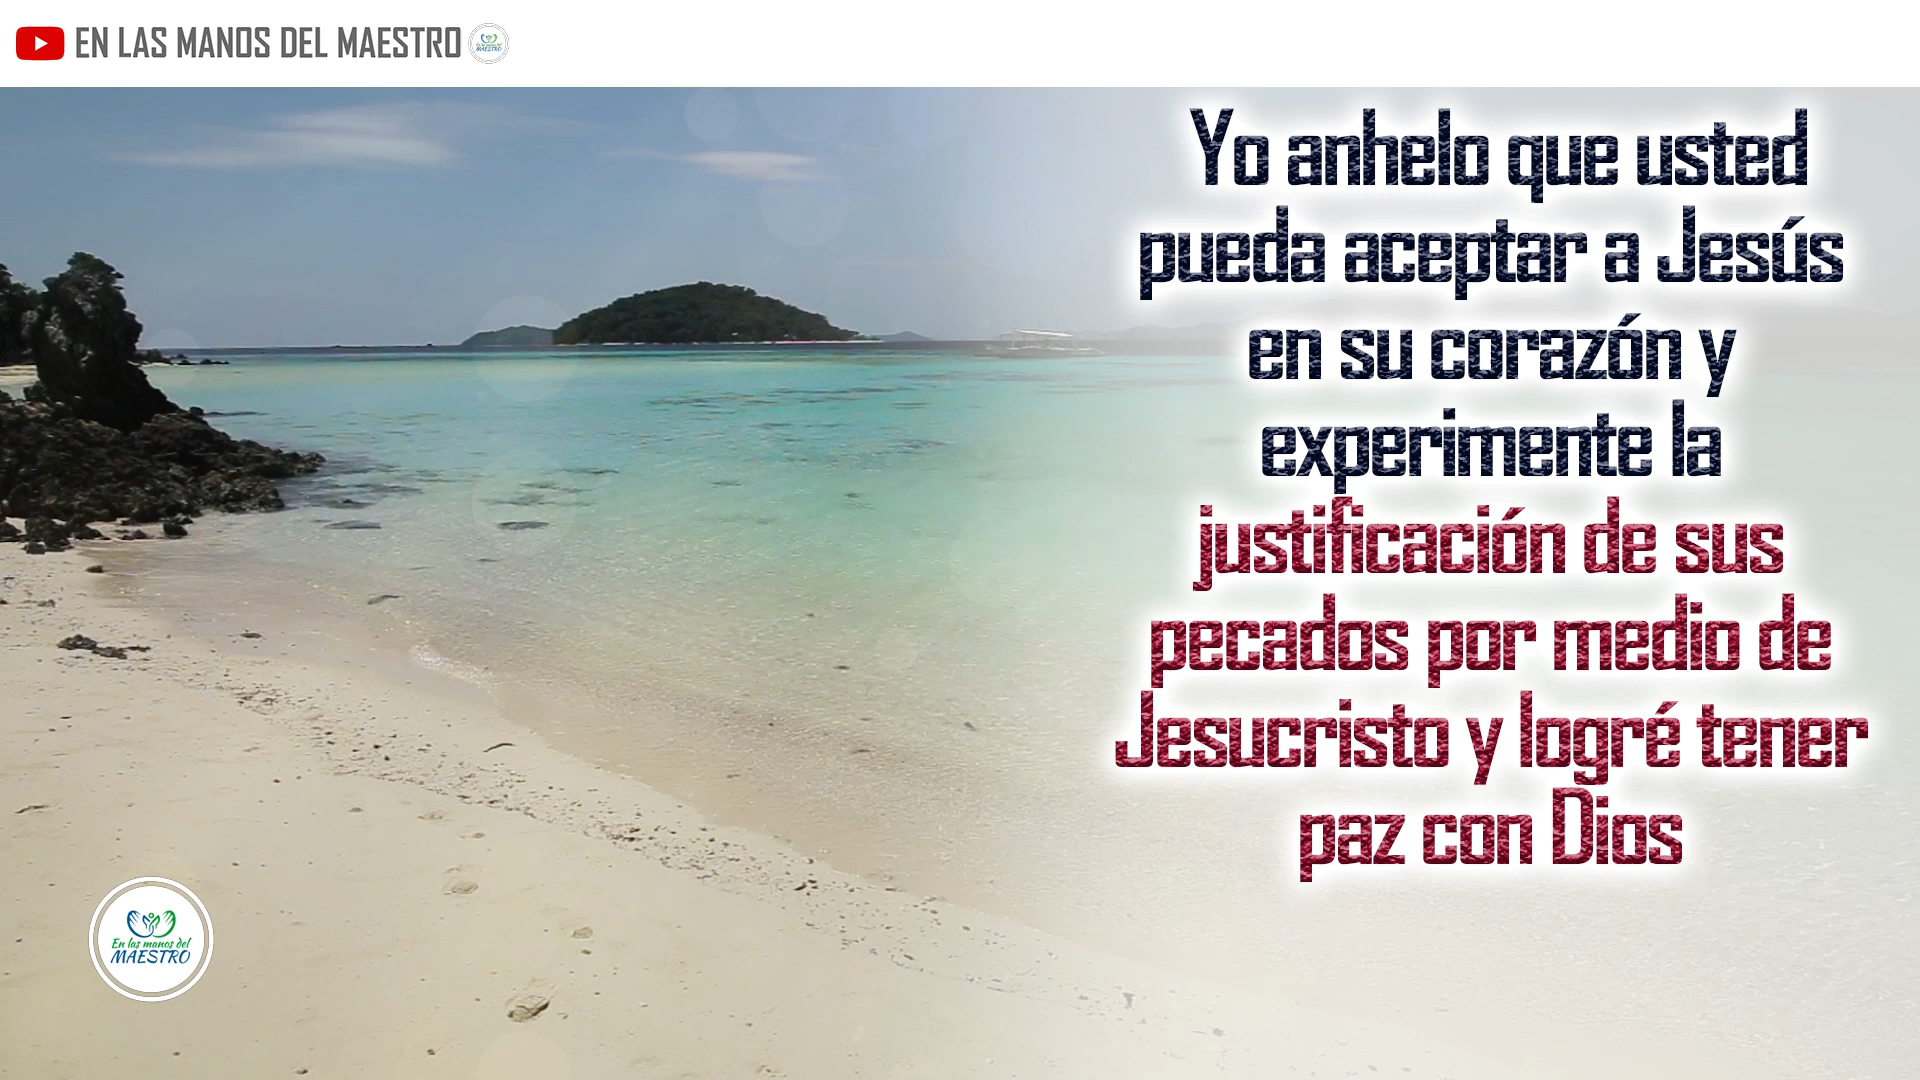 EN LAS MANOS DEL MAESTRO
Yo anhelo que usted
pueda aceptar a Jesús
en su corazón y
experimente la
justificación de sus
pecados por medio de
Jesucristo y logré tener
paz con Dios
En las manos del
MAESTRO